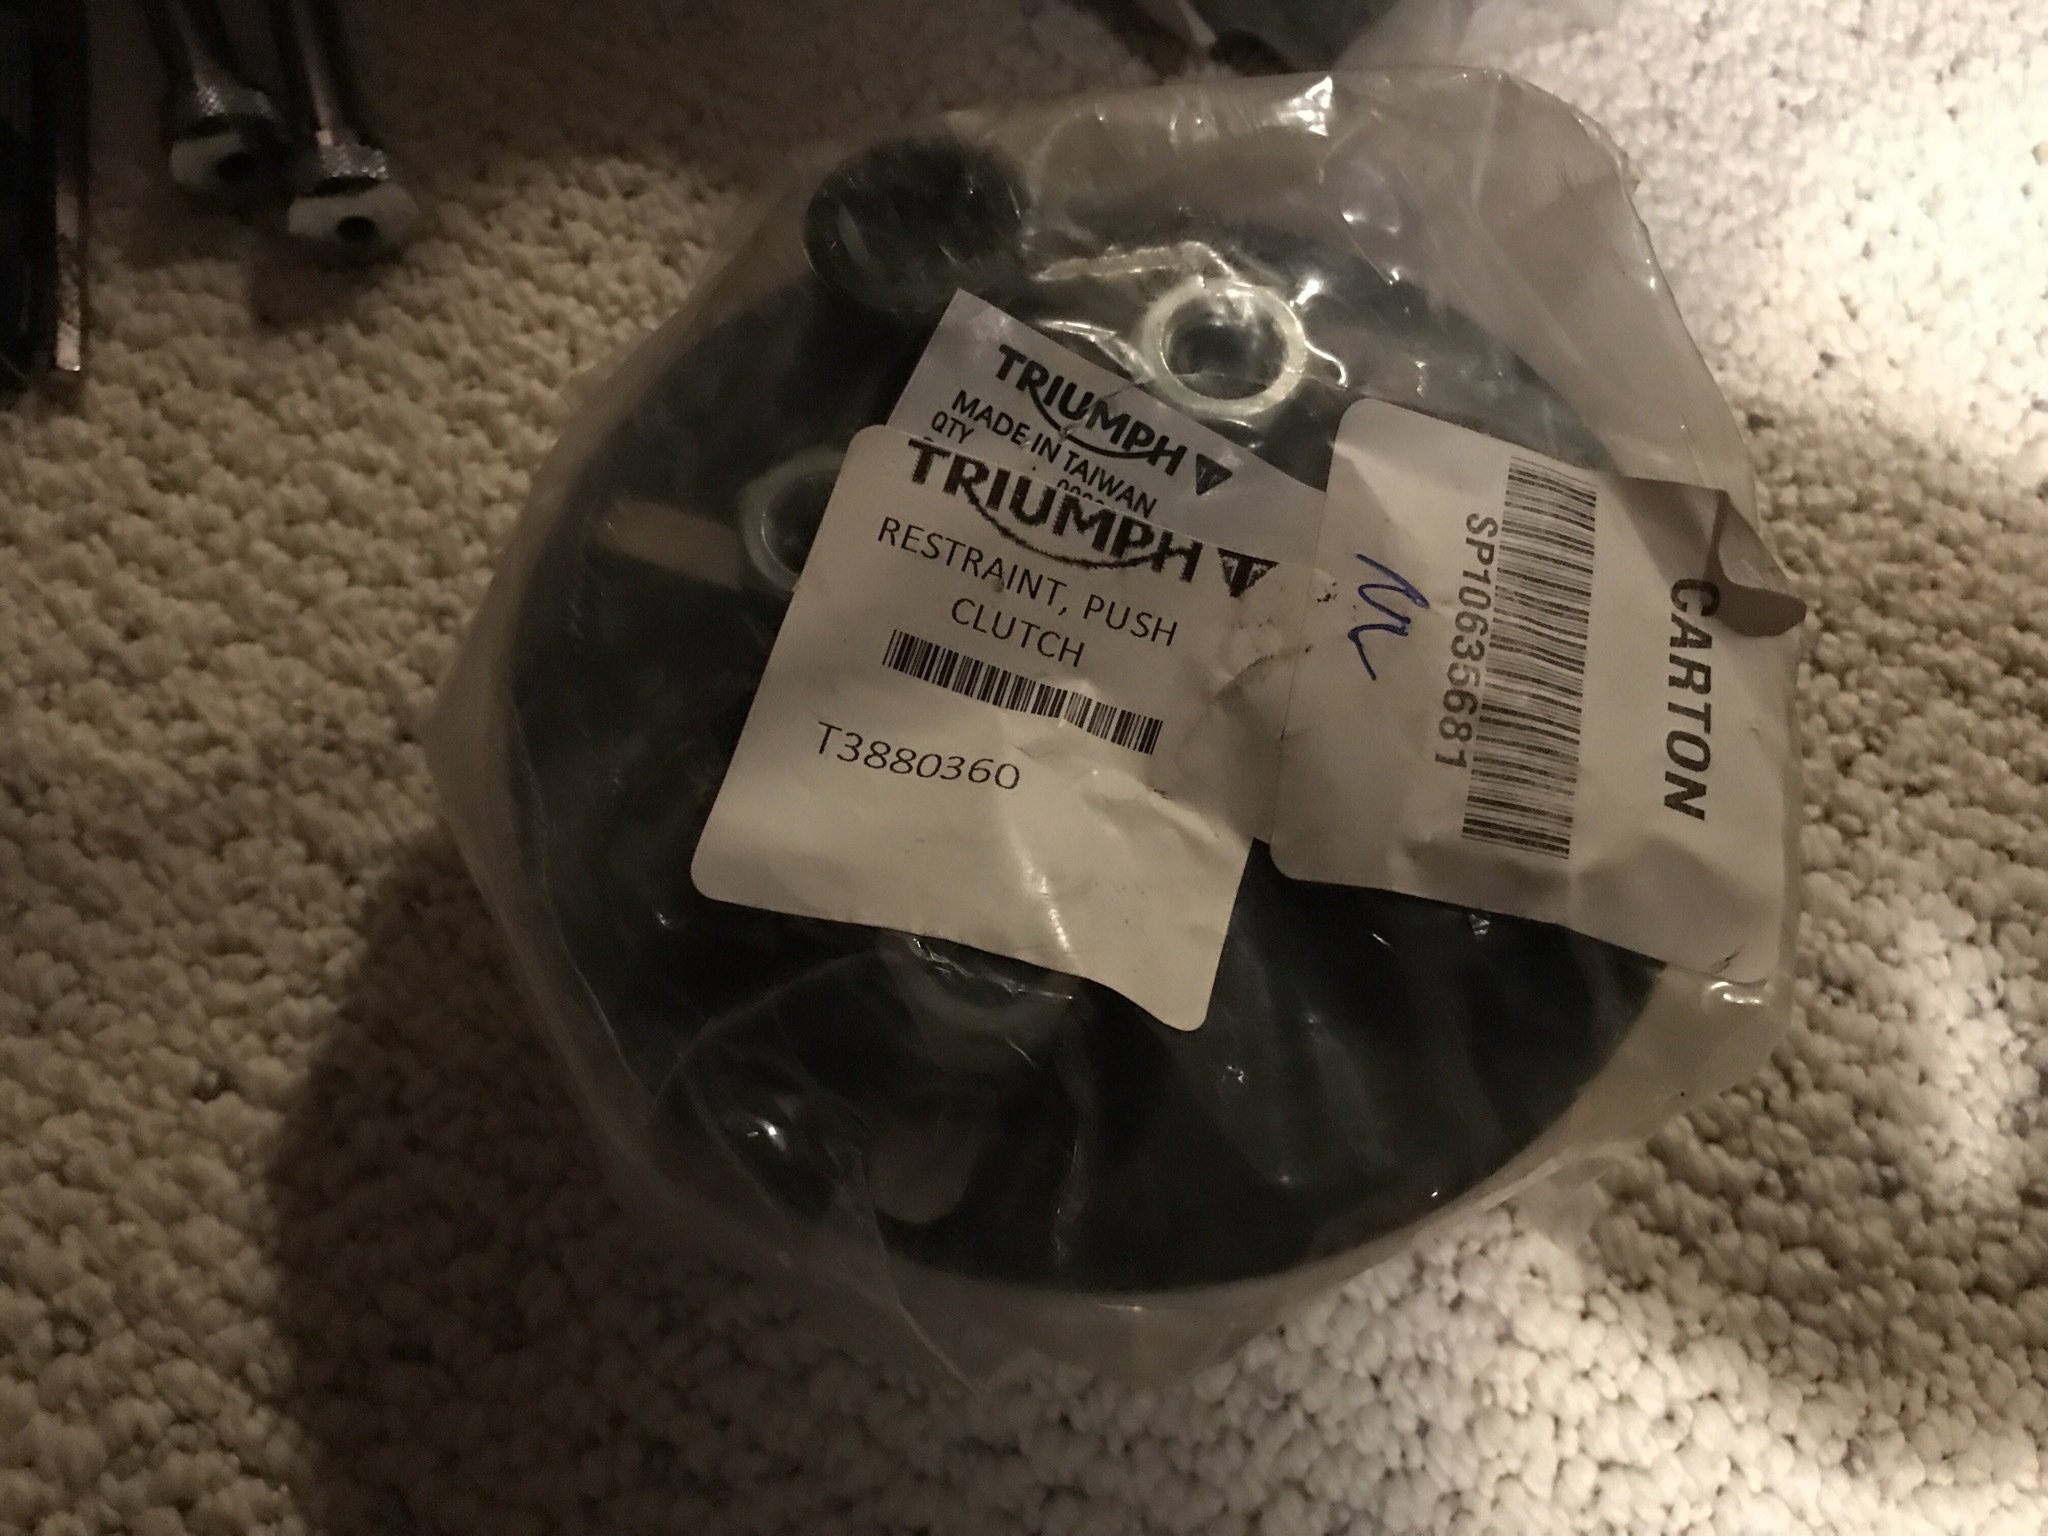 TRIUMPH
MADE IN TAIWAN
QTY
TRIUMPH
RESTRAINT, PUSH
CLUTCH
T3880360
SP10635681
CARTON